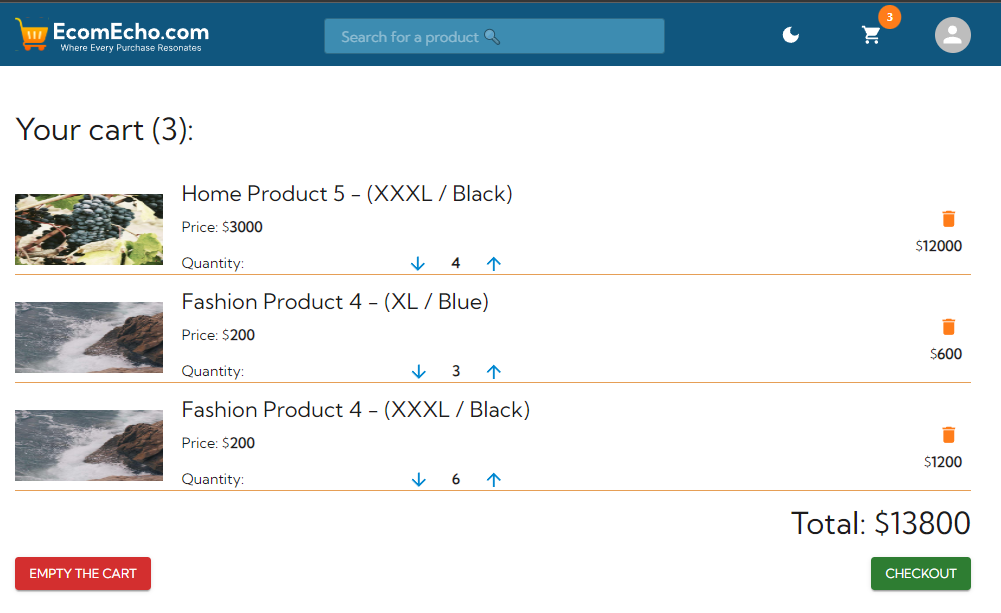 EcomEcho.com
Where Every Purchase Resonates
Search for a product
3
Your cart (3):
Home Product 5 - (XXXL / Black)
Price: $3000
$12000
Quantity: 4
Fashion Product 4 - (XL / Blue)
Price: $200
$600
Quantity: 3
Fashion Product 4 - (XXXL / Black)
Price: $200
$1200
Quantity: 6
Total: $13800
EMPTY THE CART
CHECKOUT